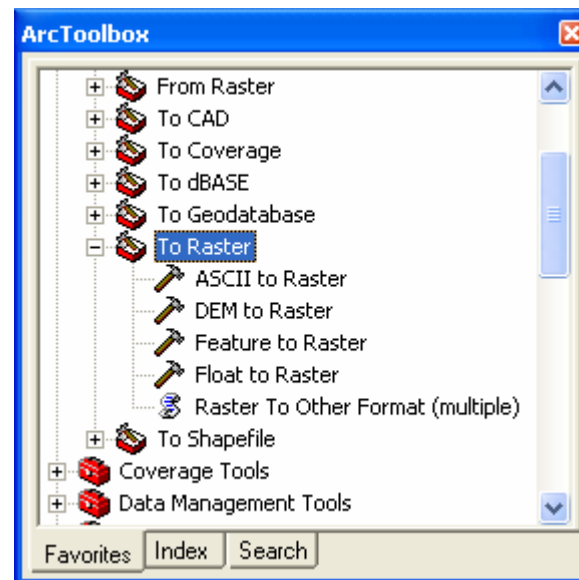 ArcToolbox
From Raster
To CAD
To Coverage
To dBASE
To Geodatabase
To Raster
ASCII to Raster
DEM to Raster
Feature to Raster
Float to Raster
Raster To Other Format (multiple)
To Shapefile
Coverage Tools
Data Management Tools
Favorites Index Search